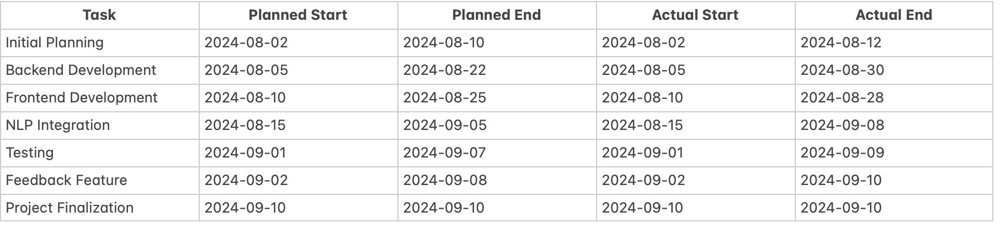 Task Planned Start Planned End Actual Start Actual End
Initial Planning 2024-08-02 2024-08-10 2024-08-02 2024-08-12
Backend Development 2024-08-05 2024-08-22 2024-08-05 2024-08-30
Frontend Development 2024-08-10 2024-08-25 2024-08-10 2024-08-28
NLP Integration 2024-08-15 2024-09-05 2024-08-15 2024-09-08
Testing 2024-09-01 2024-09-07 2024-09-01 2024-09-09
Feedback Feature 2024-09-02 2024-09-08 2024-09-02 2024-09-10
Project Finalization 2024-09-10 2024-09-10 2024-09-10 2024-09-10